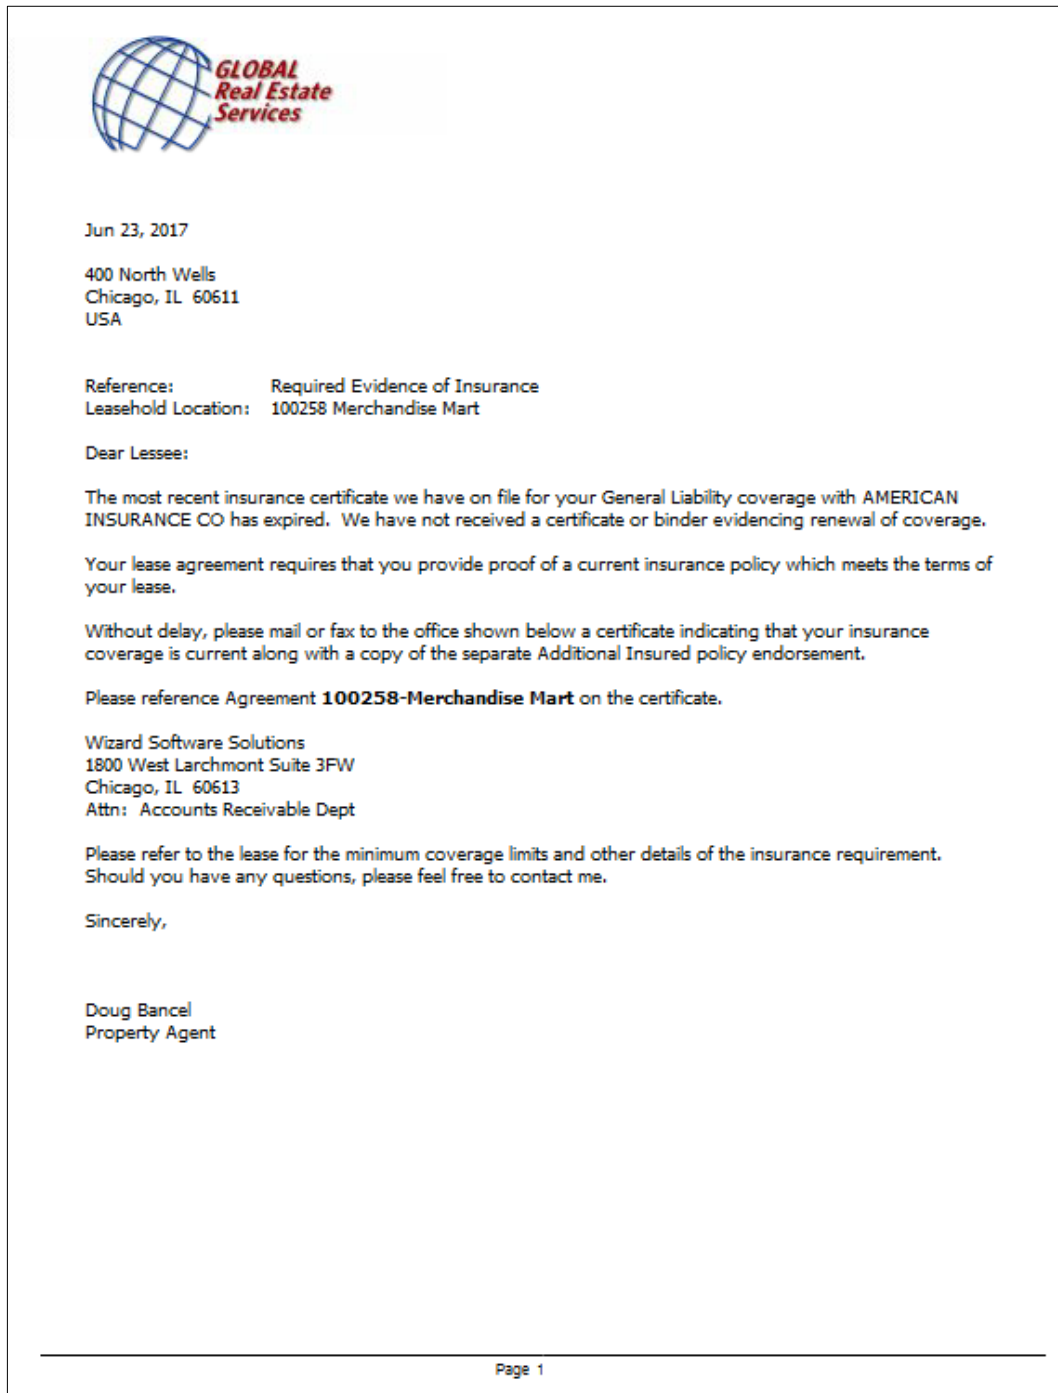 GLOBAL
Real Estate
Services
Jun 23, 2017
400 North Wells
Chicago, IL  60611
USA
Reference: Required Evidence of Insurance
Leasehold Location: 100258 Merchandise Mart
Dear Lessee:
The most recent insurance certificate we have on file for your General Liability coverage with AMERICAN
INSURANCE CO has expired.  We have not received a certificate or binder evidencing renewal of coverage.
Your lease agreement requires that you provide proof of a current insurance policy which meets the terms of
your lease.
Without delay, please mail or fax to the office shown below a certificate indicating that your insurance
coverage is current along with a copy of the separate Additional Insured policy endorsement.
Please reference Agreement 100258-Merchandise Mart on the certificate.
Wizard Software Solutions
1800 West Larchmont Suite 3FW
Chicago, IL  60613
Attn:  Accounts Receivable Dept
Please refer to the lease for the minimum coverage limits and other details of the insurance requirement.
Should you have any questions, please feel free to contact me.
Sincerely,
Doug Bancel
Property Agent
Page 1